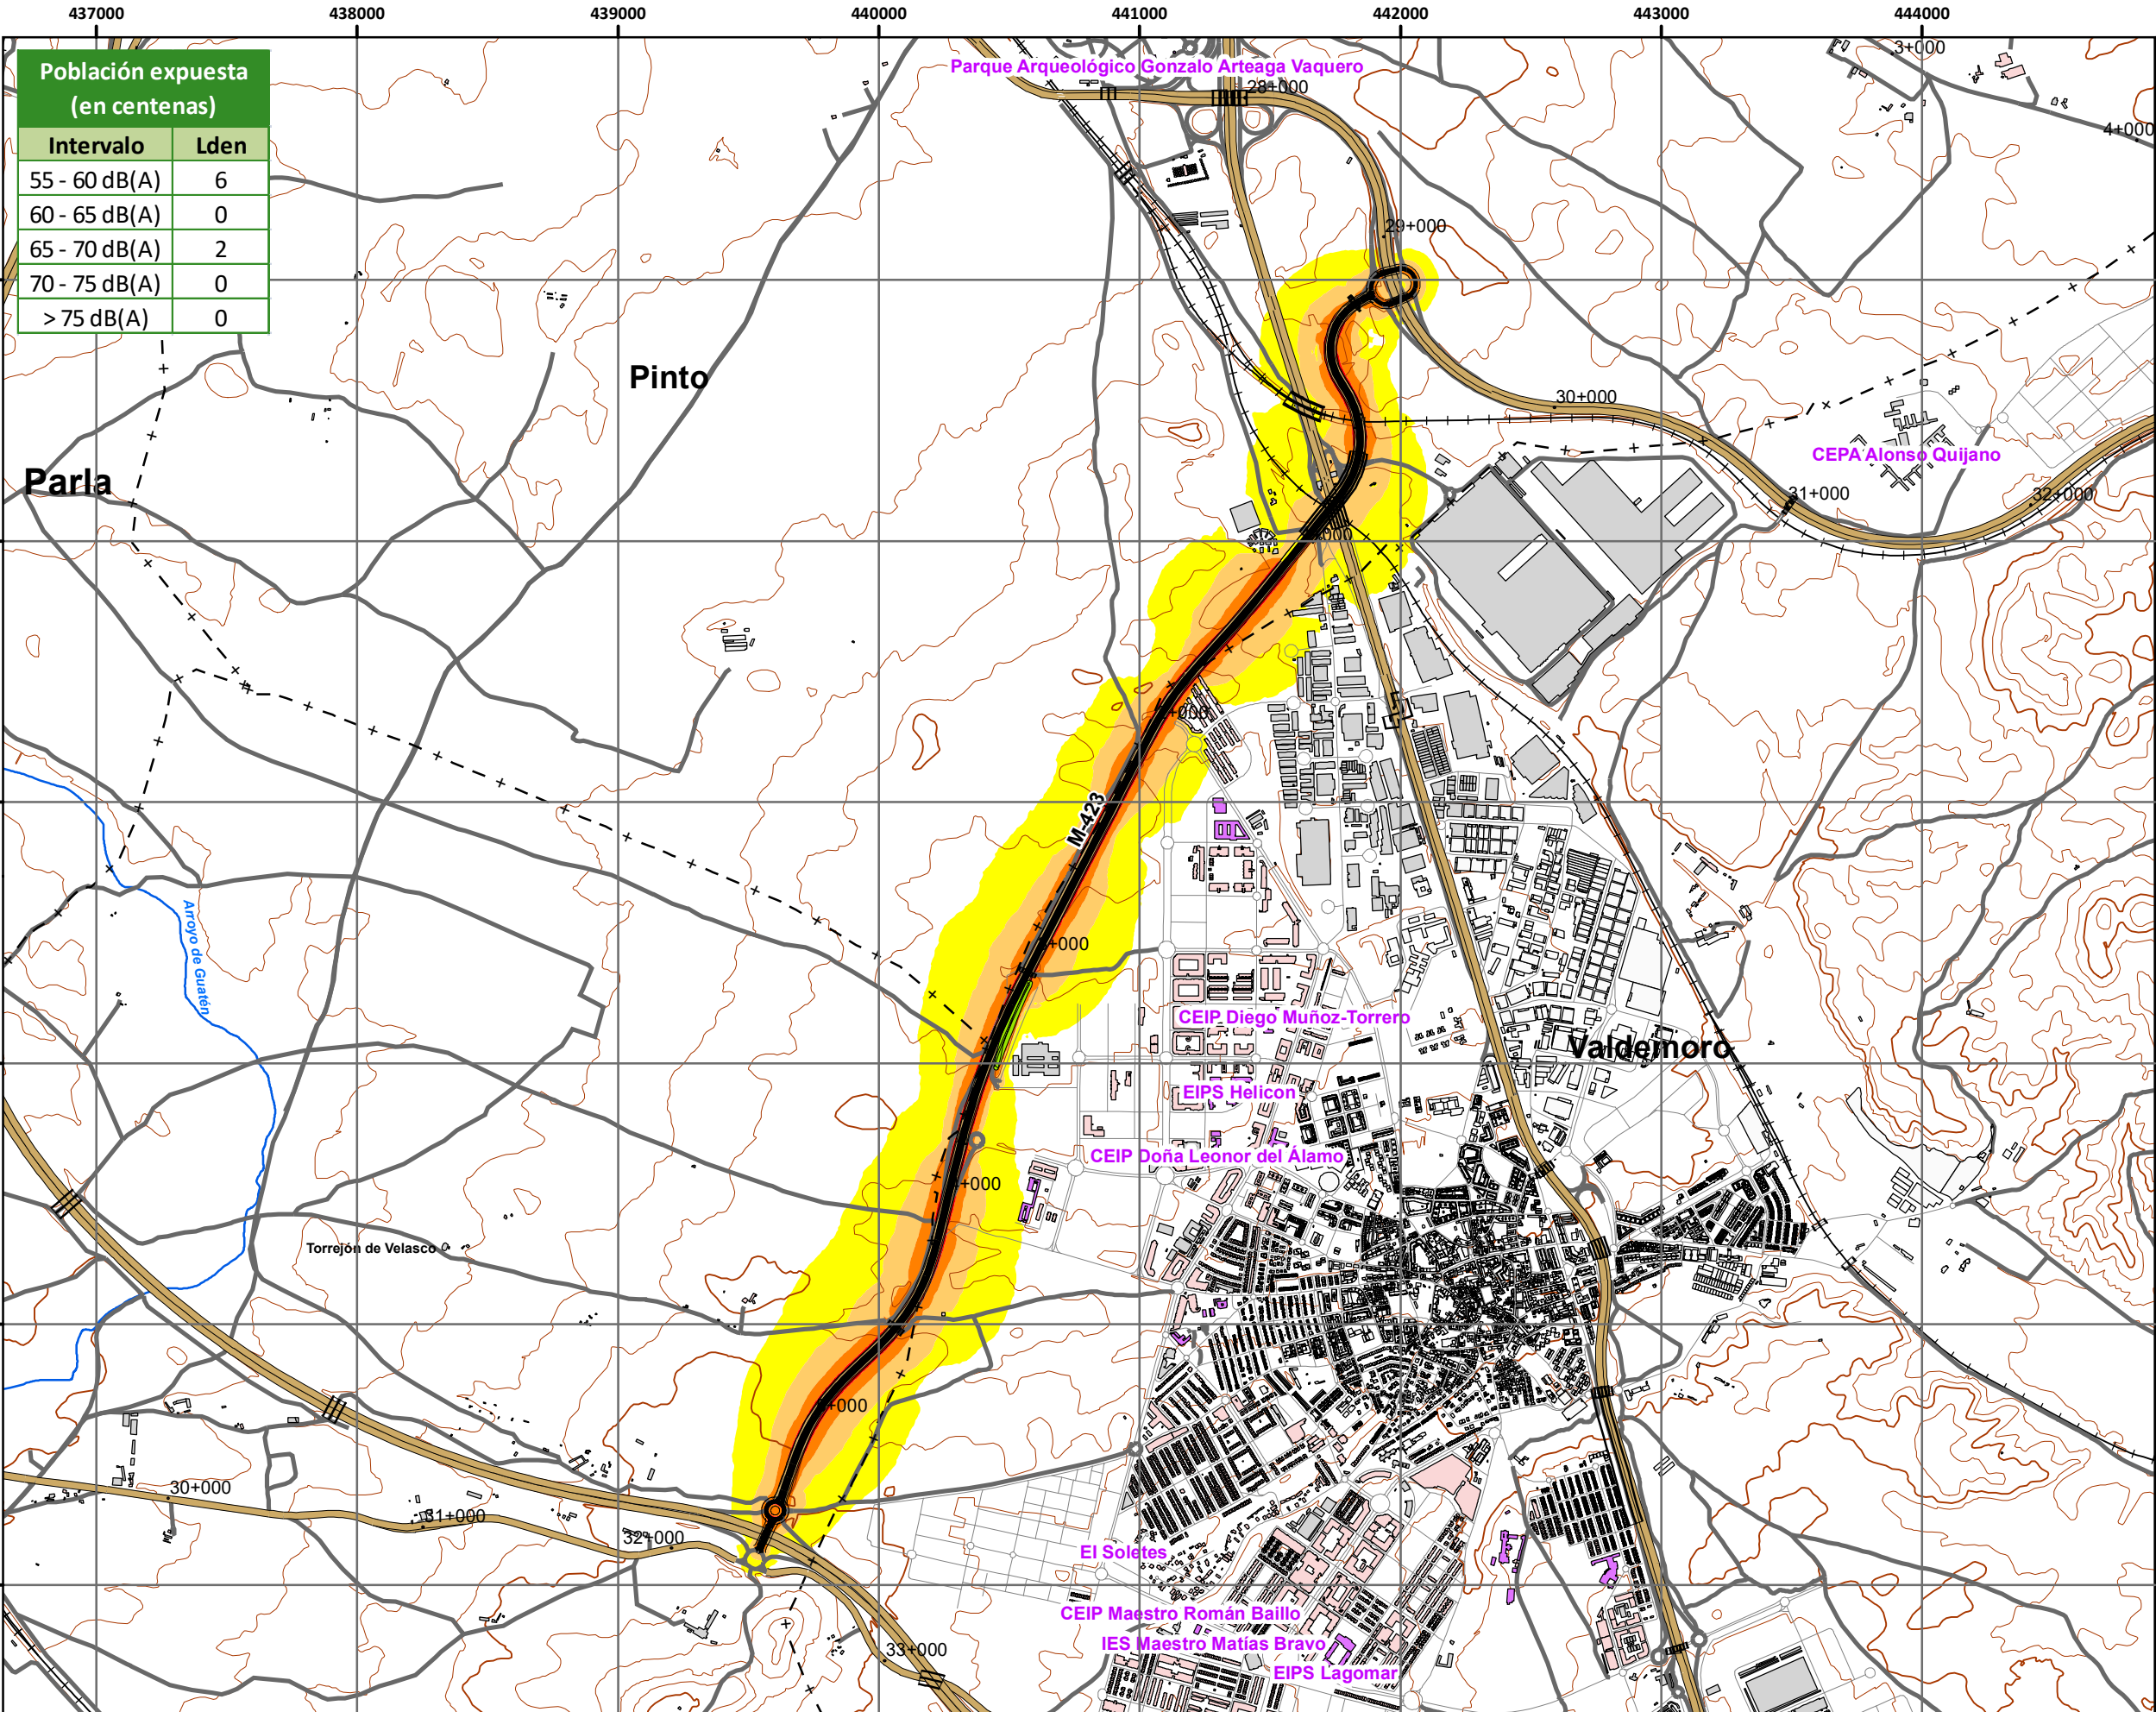 437000 438000 439000 440000 441000 442000 443000 444000
Población expuesta
(en centenas)
Intervalo Lden
55 - 60 dB(A) 6
60 - 65 dB(A) 0
65 - 70 dB(A) 2
70 - 75 dB(A) 0
> 75 dB(A) 0
Parque Arqueológico Gonzalo Arteaga Vaquero
28+000
3+000
4+000
29+000
Pinto
30+000
Parla
CEPA Alonso Quijano
31+000
32+000
M-423
Arroyo de Guatén
CEIP Diego Muñoz-Torrero
Valdemoro
EIPS Helicon
CEIP Doña Leonor del Álamo
Torrejón de Velasco
30+000
31+000
32+000
EI Soletes
CEIP Maestro Román Baillo
IES Maestro Matías Bravo
33+000
EIPS Lagomar